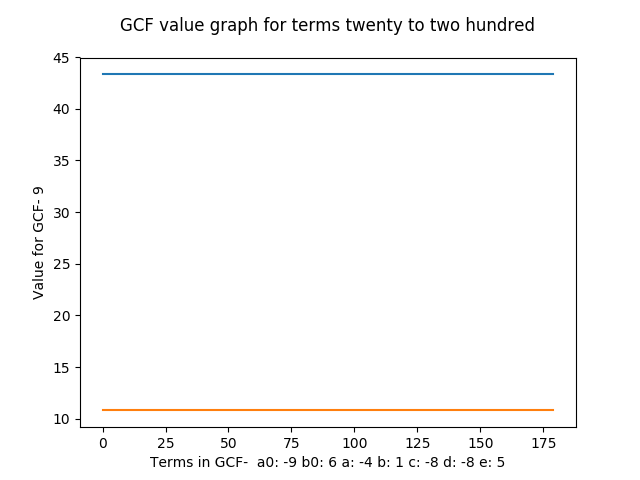 GCF value graph for terms twenty to two hundred
45
40
35
30
25
20
15
10
Value for GCF- 9
0 25 50 75 100 125 150 175
Terms in GCF-  a0: -9 b0: 6 a: -4 b: 1 c: -8 d: -8 e: 5